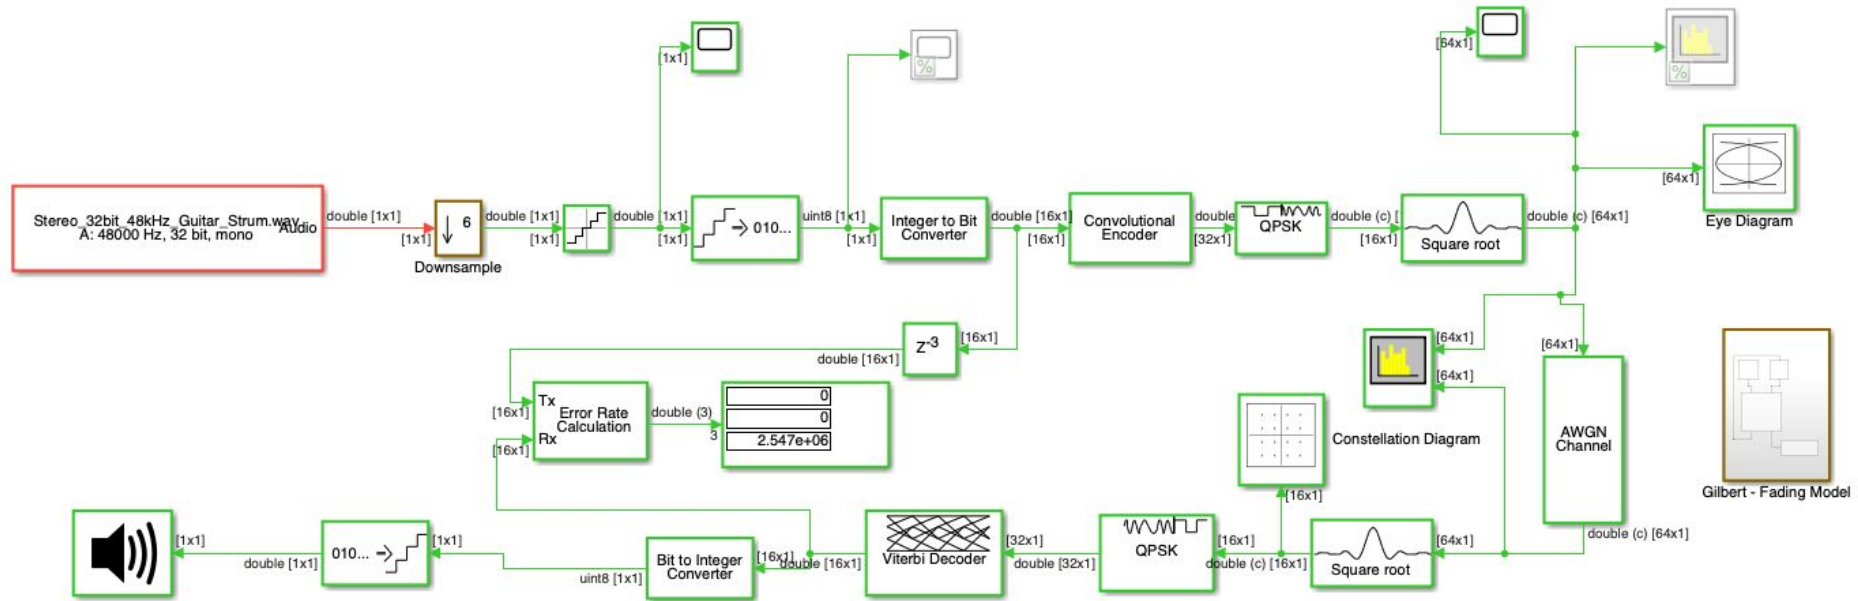 [64x1]
[1x1]
%
%
[64x1]
Eye Diagram
Stereo_32bit_48kHz_Guitar_Strum.wav
A: 48000 Hz, 32 bit, mono
Audio
double [1x1]
[1x1]
6
Downsample
double [1x1]
[1x1]
double [1x1]
[1x1]
010...
uint8 [1x1]
[1x1]
Integer to Bit
Converter
double [16x1]
[16x1]
Convolutional
Encoder
double
[32x1]
QPSK
double (c) [
[16x1]
Square root
double (c) [64x1]
Z-3
[16x1]
double [16x1]
[64x1]
[64x1]
[64x1]
AWGN
Channel
double (c) [64x1]
Gilbert - Fading Model
Tx
Rx
[16x1]
[16x1]
Error Rate
Calculation
double (3)
3
0
0
2.547e+06
Constellation Diagram
[16x1]
[1x1]
double [1x1]
010...
[1x1]
uint8 [1x1]
Bit to Integer
Converter
[16x1]
double [16x1]
Viterbi Decoder
[32x1]
double [32x1]
QPSK
[16x1]
double (c) [16x1]
Square root
[64x1]